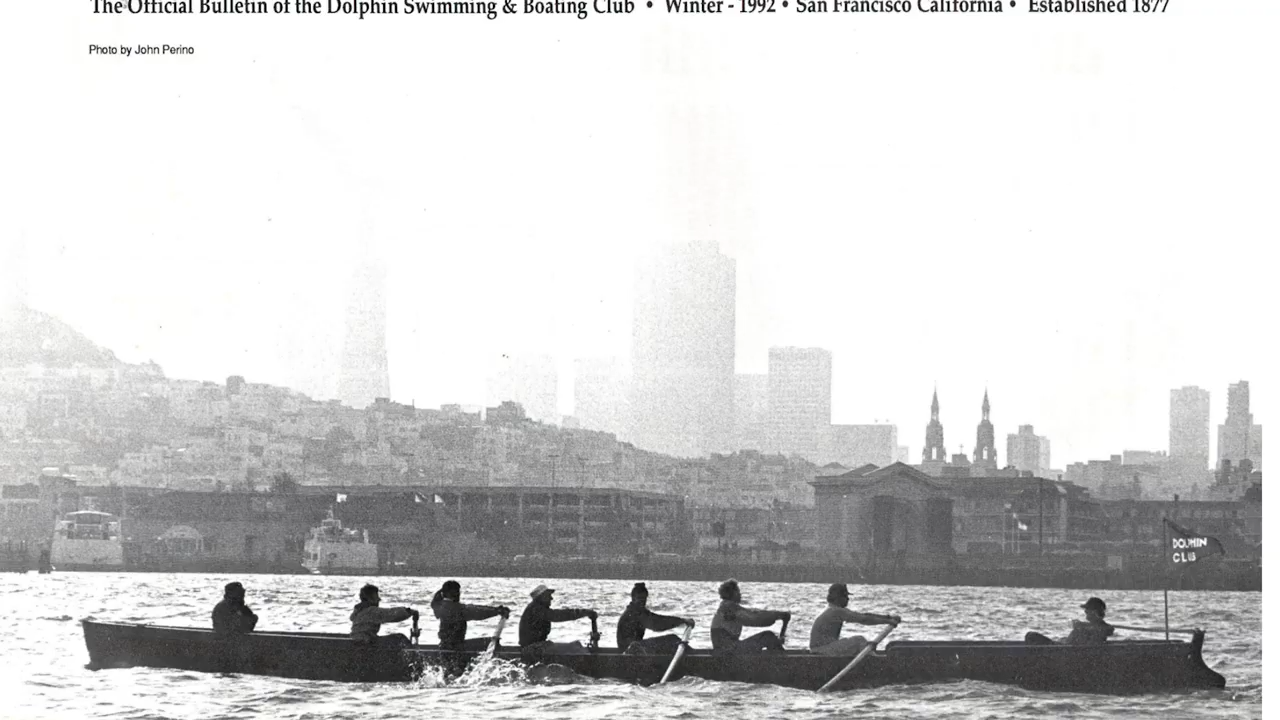 The Official Bulletin of the Dolphin Swimming & Boating Club • Winter - 1992 • San Francisco California • Established 1877
Photo by John Perino
DOLPHIN
CLUB